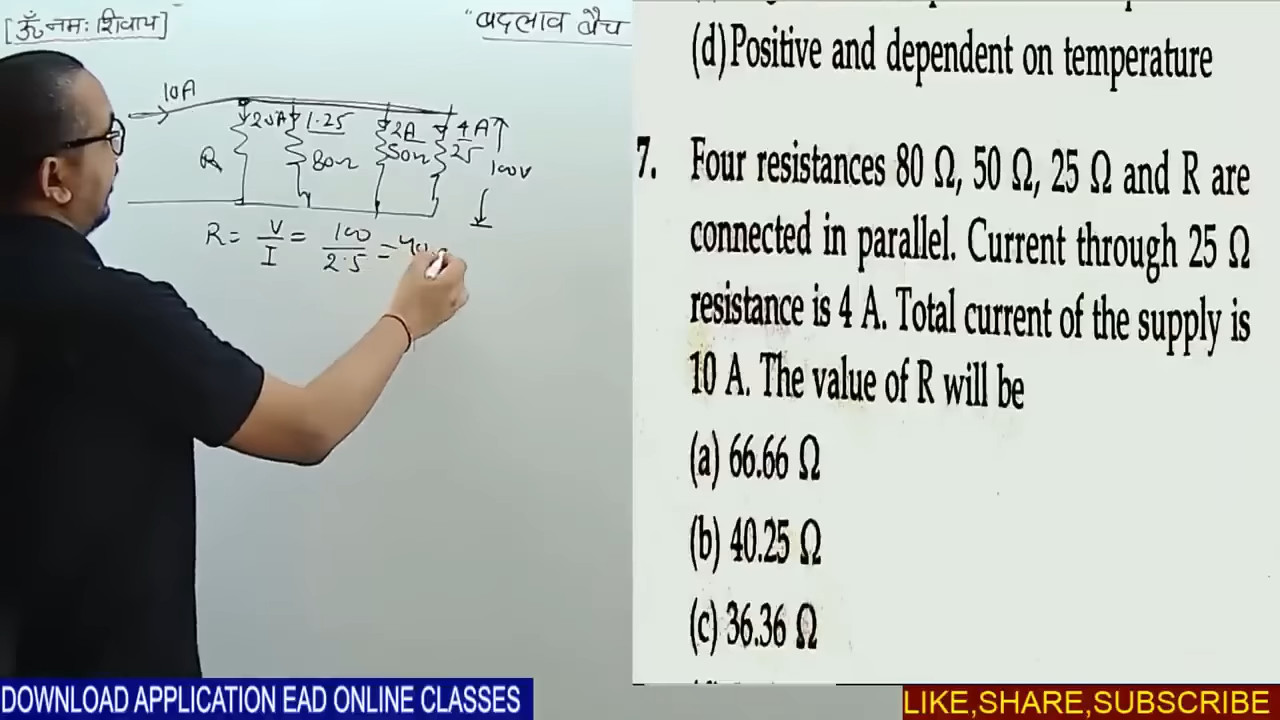 [ॐ नमः शिवाय]
"बदलाव बैच
10A
2.5A 1.25 2A 4A
R 80Ω 50Ω 25 100V
R = V/I = 100/2.5 = 40
(d) Positive and dependent on temperature
7. Four resistances 80 Ω, 50 Ω, 25 Ω and R are
connected in parallel. Current through 25 Ω
resistance is 4 A. Total current of the supply is
10 A. The value of R will be
(a) 66.66 Ω
(b) 40.25 Ω
(c) 36.36 Ω
DOWNLOAD APPLICATION EAD ONLINE CLASSES
LIKE,SHARE,SUBSCRIBE